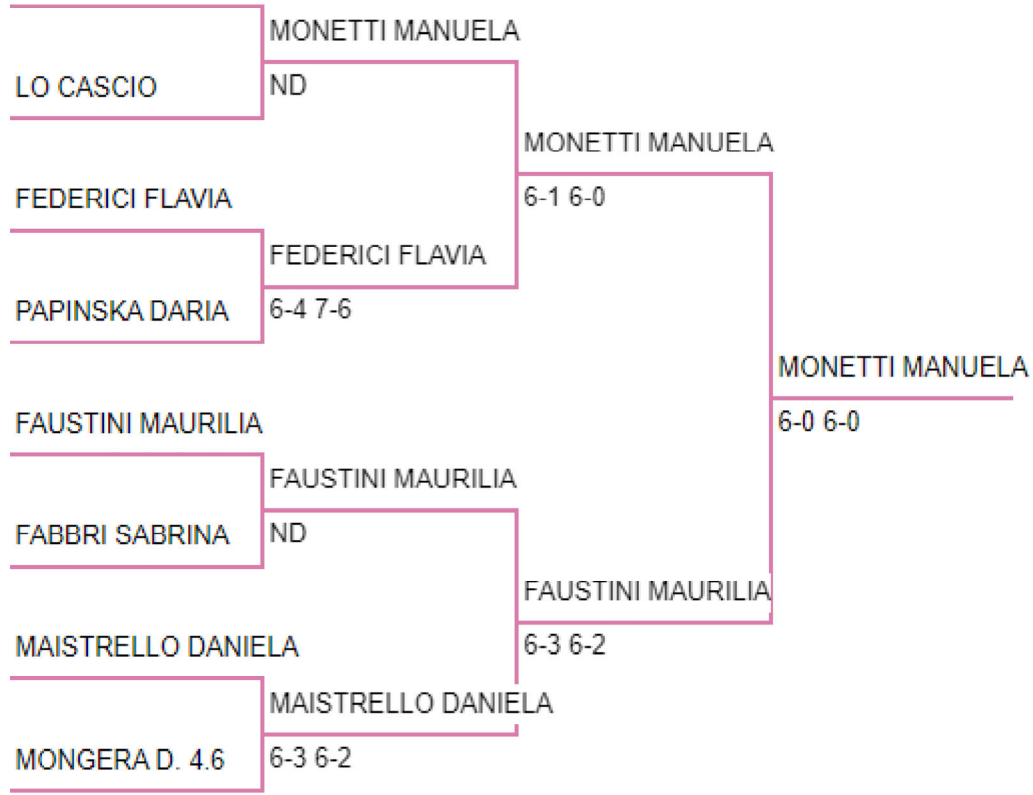 MONETTI MANUELA
LO CASCIO
ND
MONETTI MANUELA
FEDERICI FLAVIA
6-1 6-0
FEDERICI FLAVIA
PAPINSKA DARIA
6-4 7-6
MONETTI MANUELA
FAUSTINI MAURILIA
6-0 6-0
FAUSTINI MAURILIA
FABBRI SABRINA
ND
FAUSTINI MAURILIA
MAISTRELLO DANIELA
6-3 6-2
MAISTRELLO DANIELA
MONGERA D. 4.6
6-3 6-2